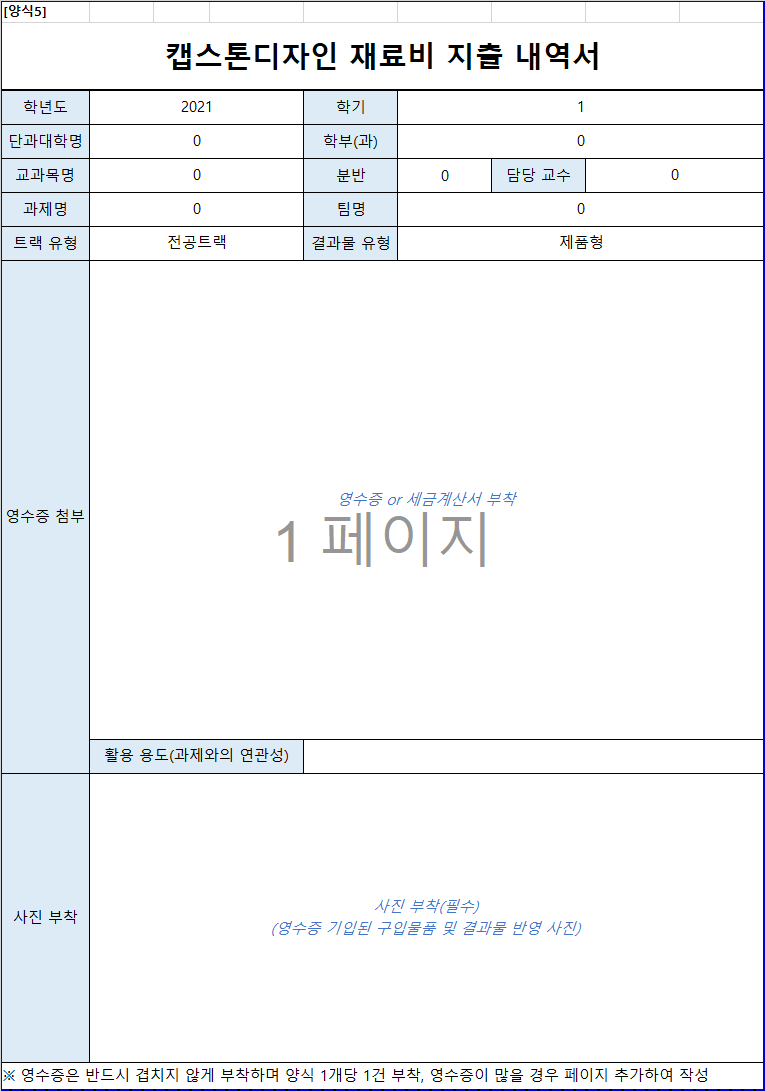 [양식5]
캡스톤디자인 재료비 지출 내역서
학년도 2021 학기 1
단과대학명 0 학부(과) 0
교과목명 0 분반 0 담당 교수 0
과제명 0 팀명 0
트랙 유형 전공트랙 결과물 유형 제품형
영수증 or 세금계산서 부착
영수증 첨부
1 페이지
활용 용도(과제와의 연관성)
사진 부착(필수)
사진 부착
(영수증 기입된 구입물품 및 결과물 반영 사진)
※ 영수증은 반드시 겹치지 않게 부착하며 양식 1개당 1건 부착, 영수증이 많을 경우 페이지 추가하여 작성